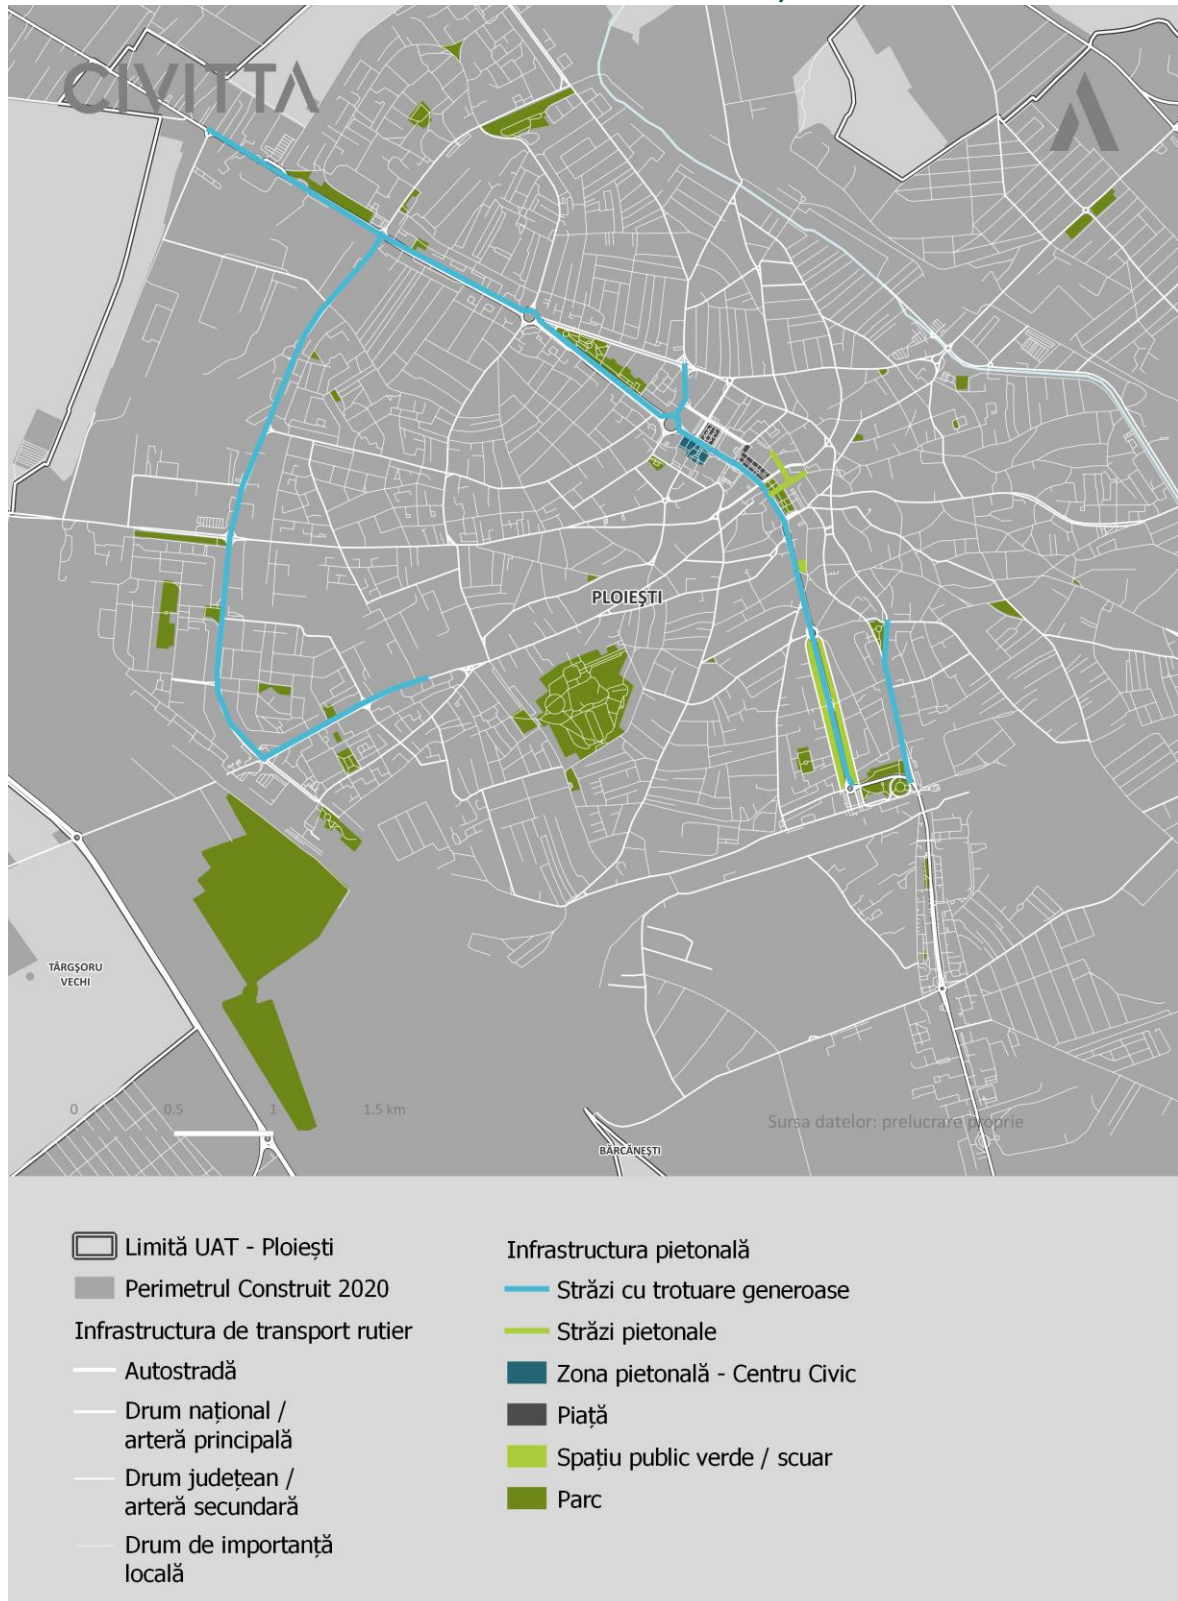 CIVITTA
PLOIEȘTI
TÂRGȘORU
VECHI
0 0.5 1 1.5 km
Sursa datelor: prelucrare proprie
BĂRCĂNEȘTI
Limită UAT - Ploiești
Perimetrul Construit 2020
Infrastructura de transport rutier
Autostradă
Drum național /
arteră principală
Drum județean /
arteră secundară
Drum de importanță
locală
Infrastructura pietonală
Străzi cu trotuare generoase
Străzi pietonale
Zona pietonală - Centru Civic
Piață
Spațiu public verde / scuar
Parc